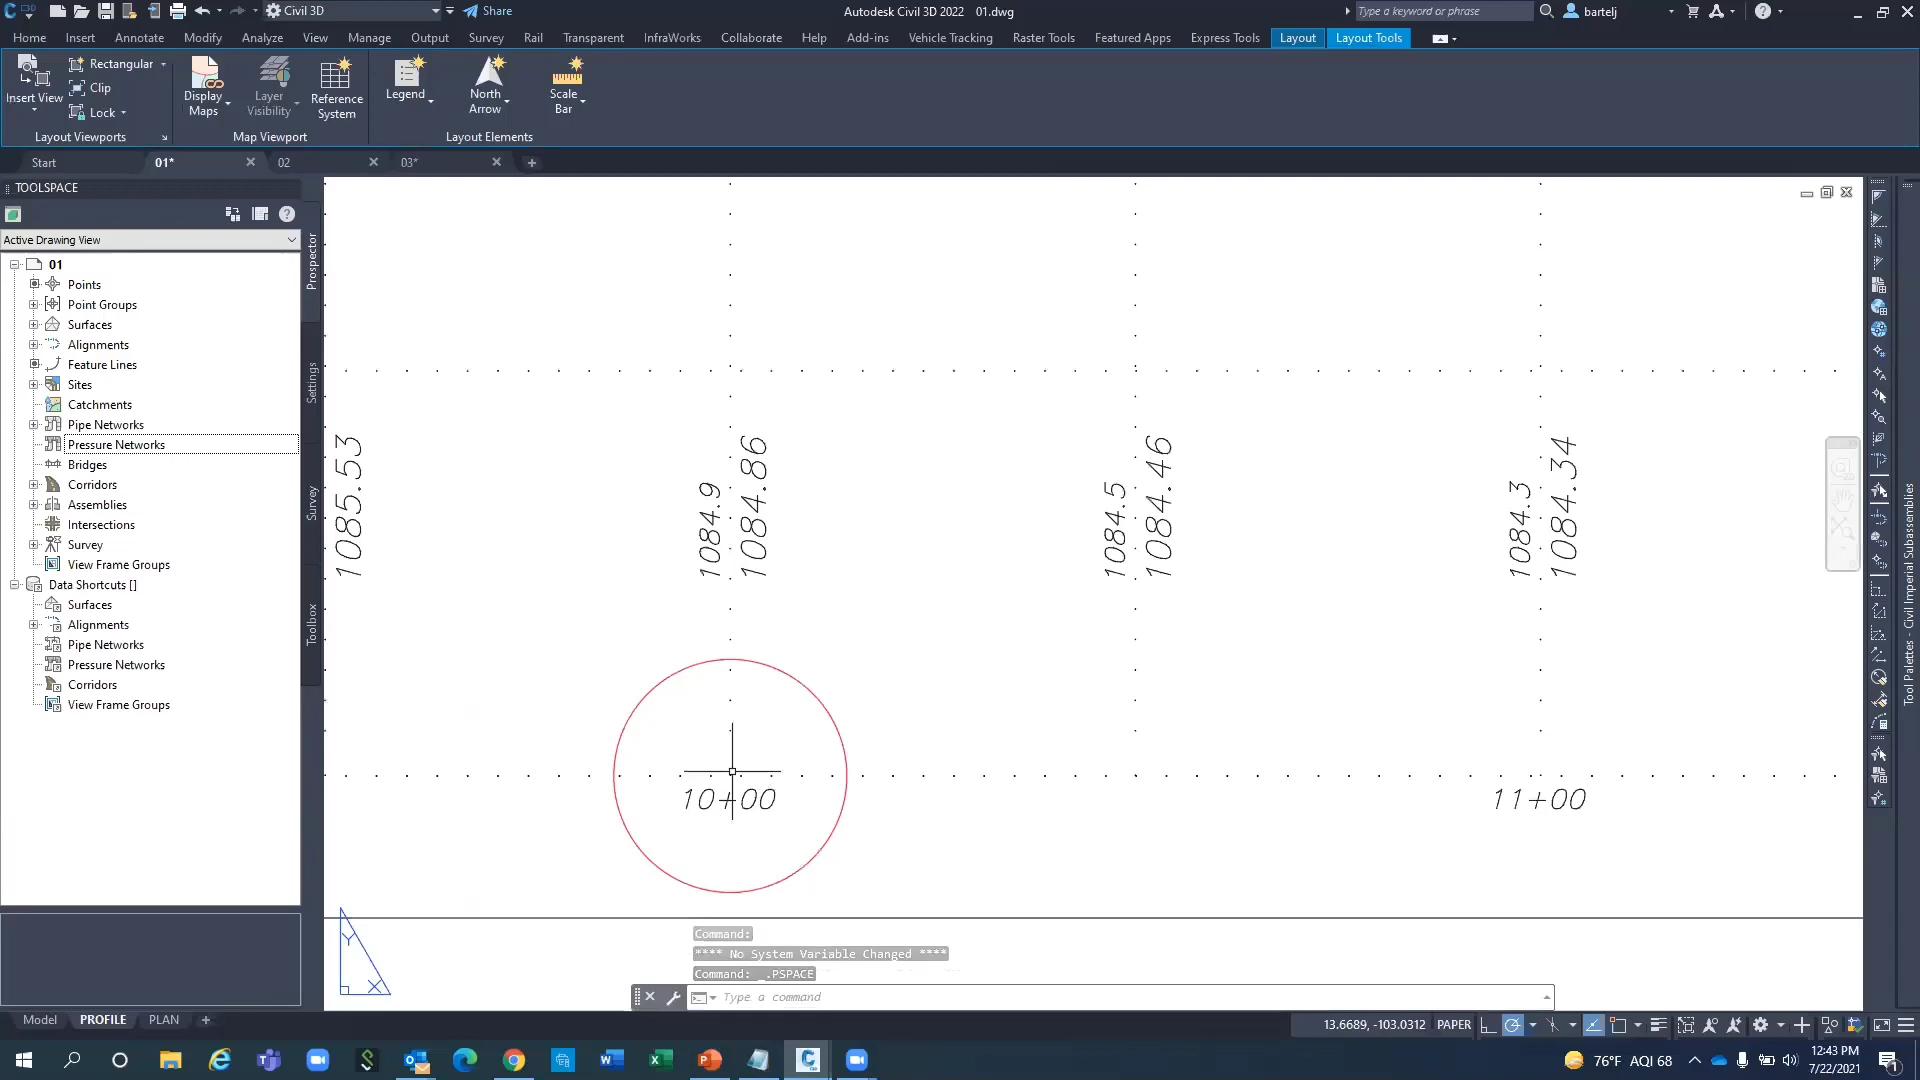 C 3D Civil 3D Share Autodesk Civil 3D 2022 01.dwg Type a keyword or phrase bartelj
Home Insert Annotate Modify Analyze View Manage Output Survey Rail Transparent InfraWorks Collaborate Help Add-ins Vehicle Tracking Raster Tools Featured Apps Express Tools Layout Layout Tools
Insert View
Rectangular
Clip
Lock
Display Maps
Layer Visibility
Reference System
Legend
North Arrow
Scale Bar
Layout Viewports Map Viewport Layout Elements
Start 01* 02 03*
TOOLSPACE
Active Drawing View
01
Points
Point Groups
Surfaces
Alignments
Feature Lines
Sites
Catchments
Pipe Networks
Pressure Networks
Bridges
Corridors
Assemblies
Intersections
Survey
View Frame Groups
Data Shortcuts []
Surfaces
Alignments
Pipe Networks
Pressure Networks
Corridors
View Frame Groups
Prospector
Settings
Survey
Toolbox
1085.53
1084.9
1084.86
1084.5
1084.46
1084.3
1084.34
10+00
11+00
Y
X
Command:
**** No System Variable Changed ****
Command: _.PSPACE
Type a command
Tool Palettes - Civil Imperial Subassemblies
Model PROFILE PLAN +
13.6689, -103.0312 PAPER
76°F AQI 68
12:43 PM
7/22/2021
1